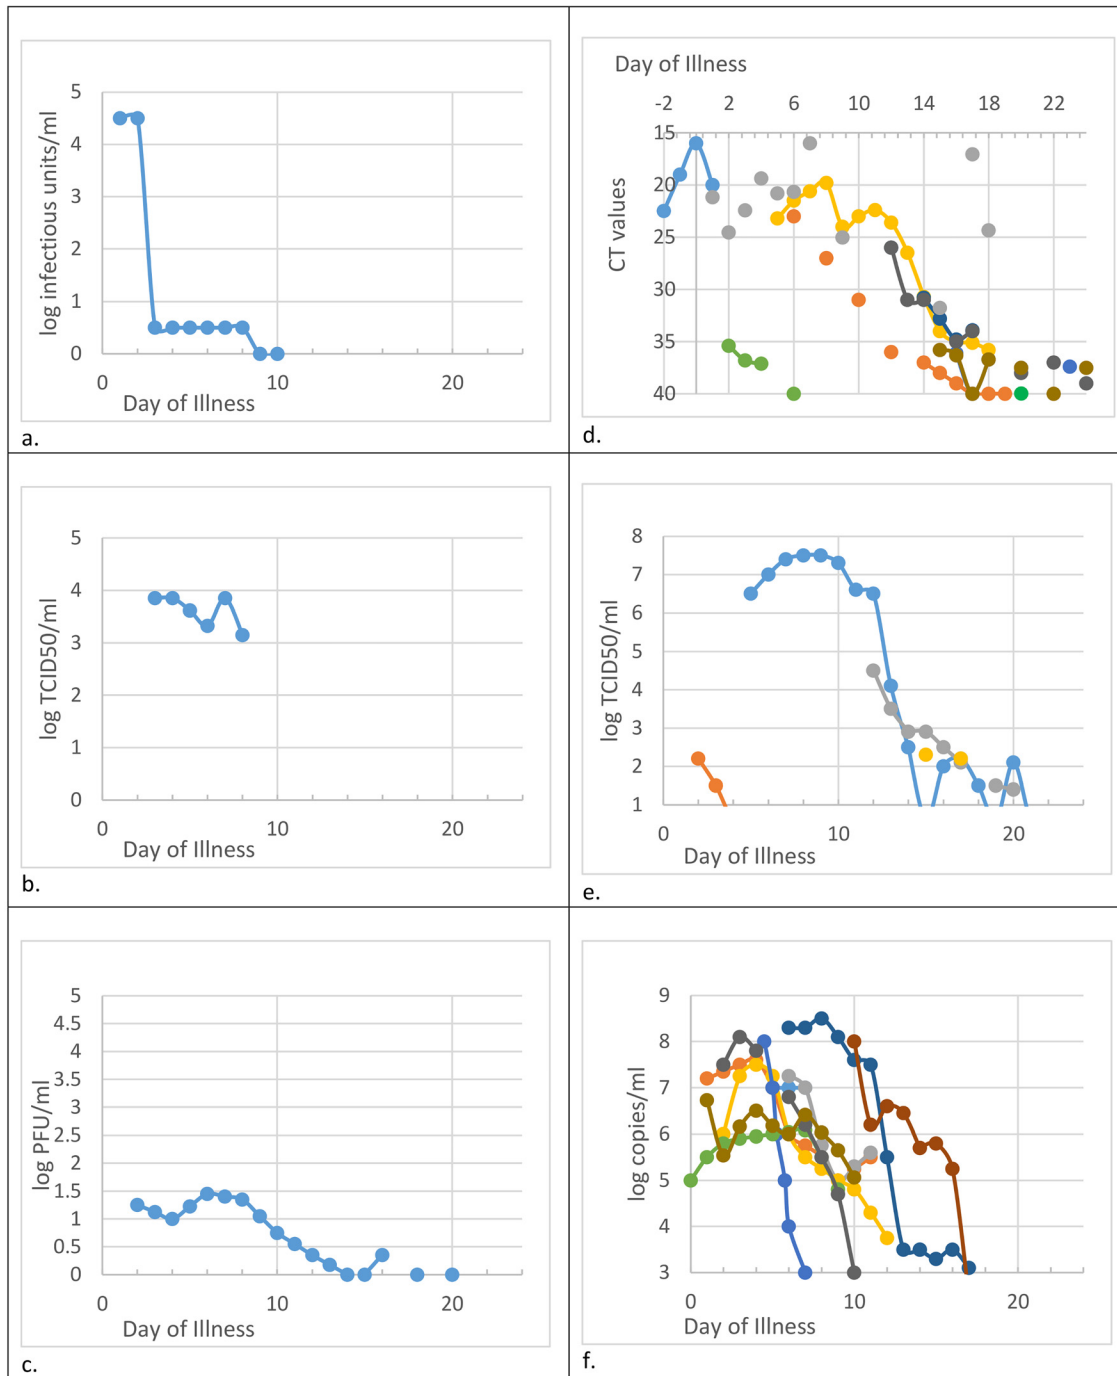 5
4
3
2
1
0
0 10 20
log infectious units/ml
Day of Illness
a.
Day of Illness
-2 2 6 10 14 18 22
15
20
25
30
35
40
CT values
d.
5
4
3
2
1
0
0 10 20
log TCID50/ml
Day of Illness
b.
8
7
6
5
4
3
2
1
0 10 20
log TCID50/ml
Day of Illness
e.
5
4.5
4
3.5
3
2.5
2
1.5
1
0.5
0
0 10 20
log PFU/ml
Day of Illness
c.
9
8
7
6
5
4
3
0 10 20
log copies/ml
Day of Illness
f.